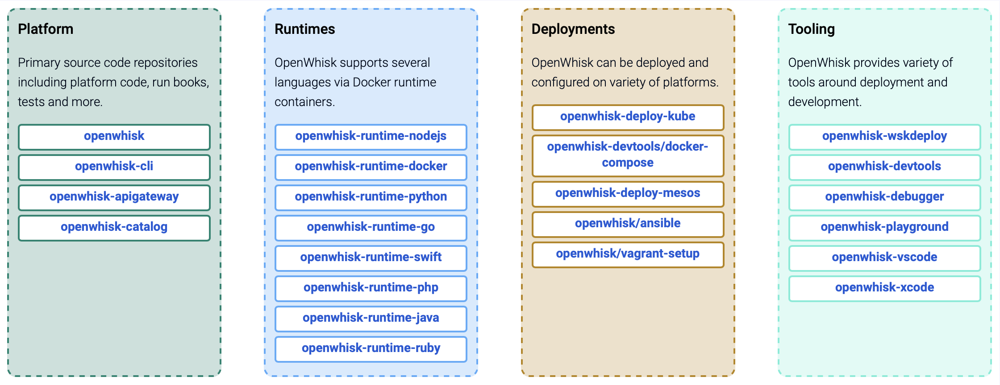 Platform
Primary source code repositories
including platform code, run books,
tests and more.
openwhisk
openwhisk-cli
openwhisk-apigateway
openwhisk-catalog
Runtimes
OpenWhisk supports several
languages via Docker runtime
containers.
openwhisk-runtime-nodejs
openwhisk-runtime-docker
openwhisk-runtime-python
openwhisk-runtime-go
openwhisk-runtime-swift
openwhisk-runtime-php
openwhisk-runtime-java
openwhisk-runtime-ruby
Deployments
OpenWhisk can be deployed and
configured on variety of platforms.
openwhisk-deploy-kube
openwhisk-devtools/docker-
compose
openwhisk-deploy-mesos
openwhisk/ansible
openwhisk/vagrant-setup
Tooling
OpenWhisk provides variety of
tools around deployment and
development.
openwhisk-wskdeploy
openwhisk-devtools
openwhisk-debugger
openwhisk-playground
openwhisk-vscode
openwhisk-xcode